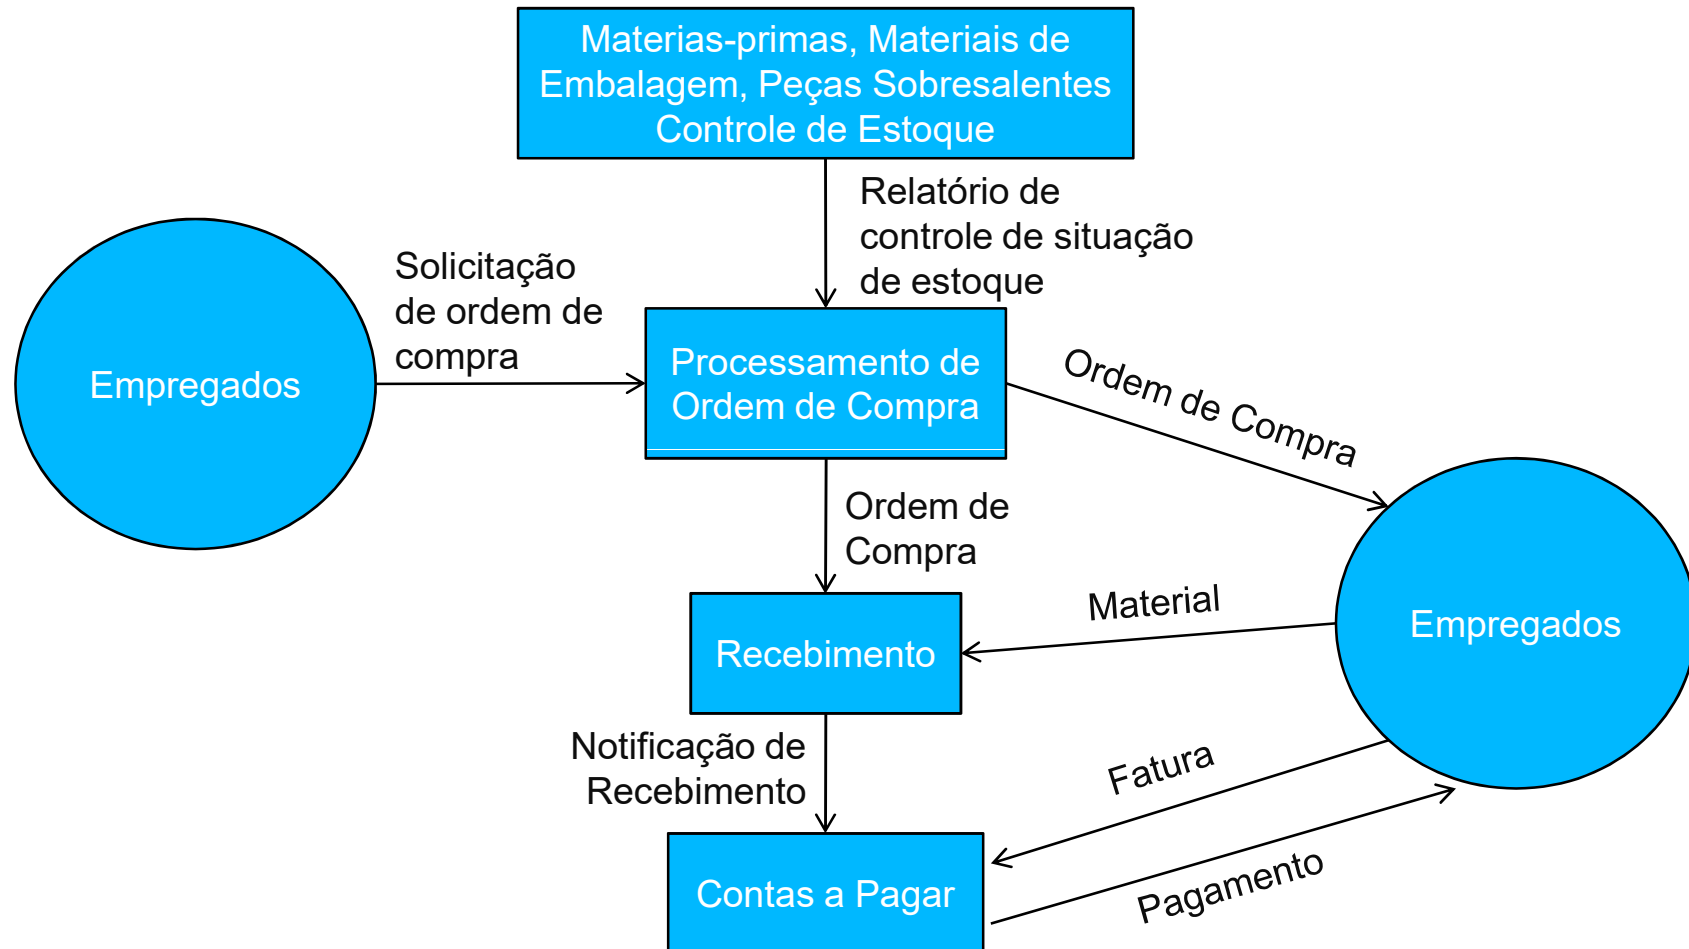 Materias-primas, Materiais de
Embalagem, Peças Sobresalentes
Controle de Estoque
Relatório de
controle de situação
de estoque
Solicitação
de ordem de
compra
Empregados
Processamento de
Ordem de Compra
Ordem de Compra
Ordem de
Compra
Material
Empregados
Recebimento
Notificação de
Recebimento
Fatura
Contas a Pagar
Pagamento